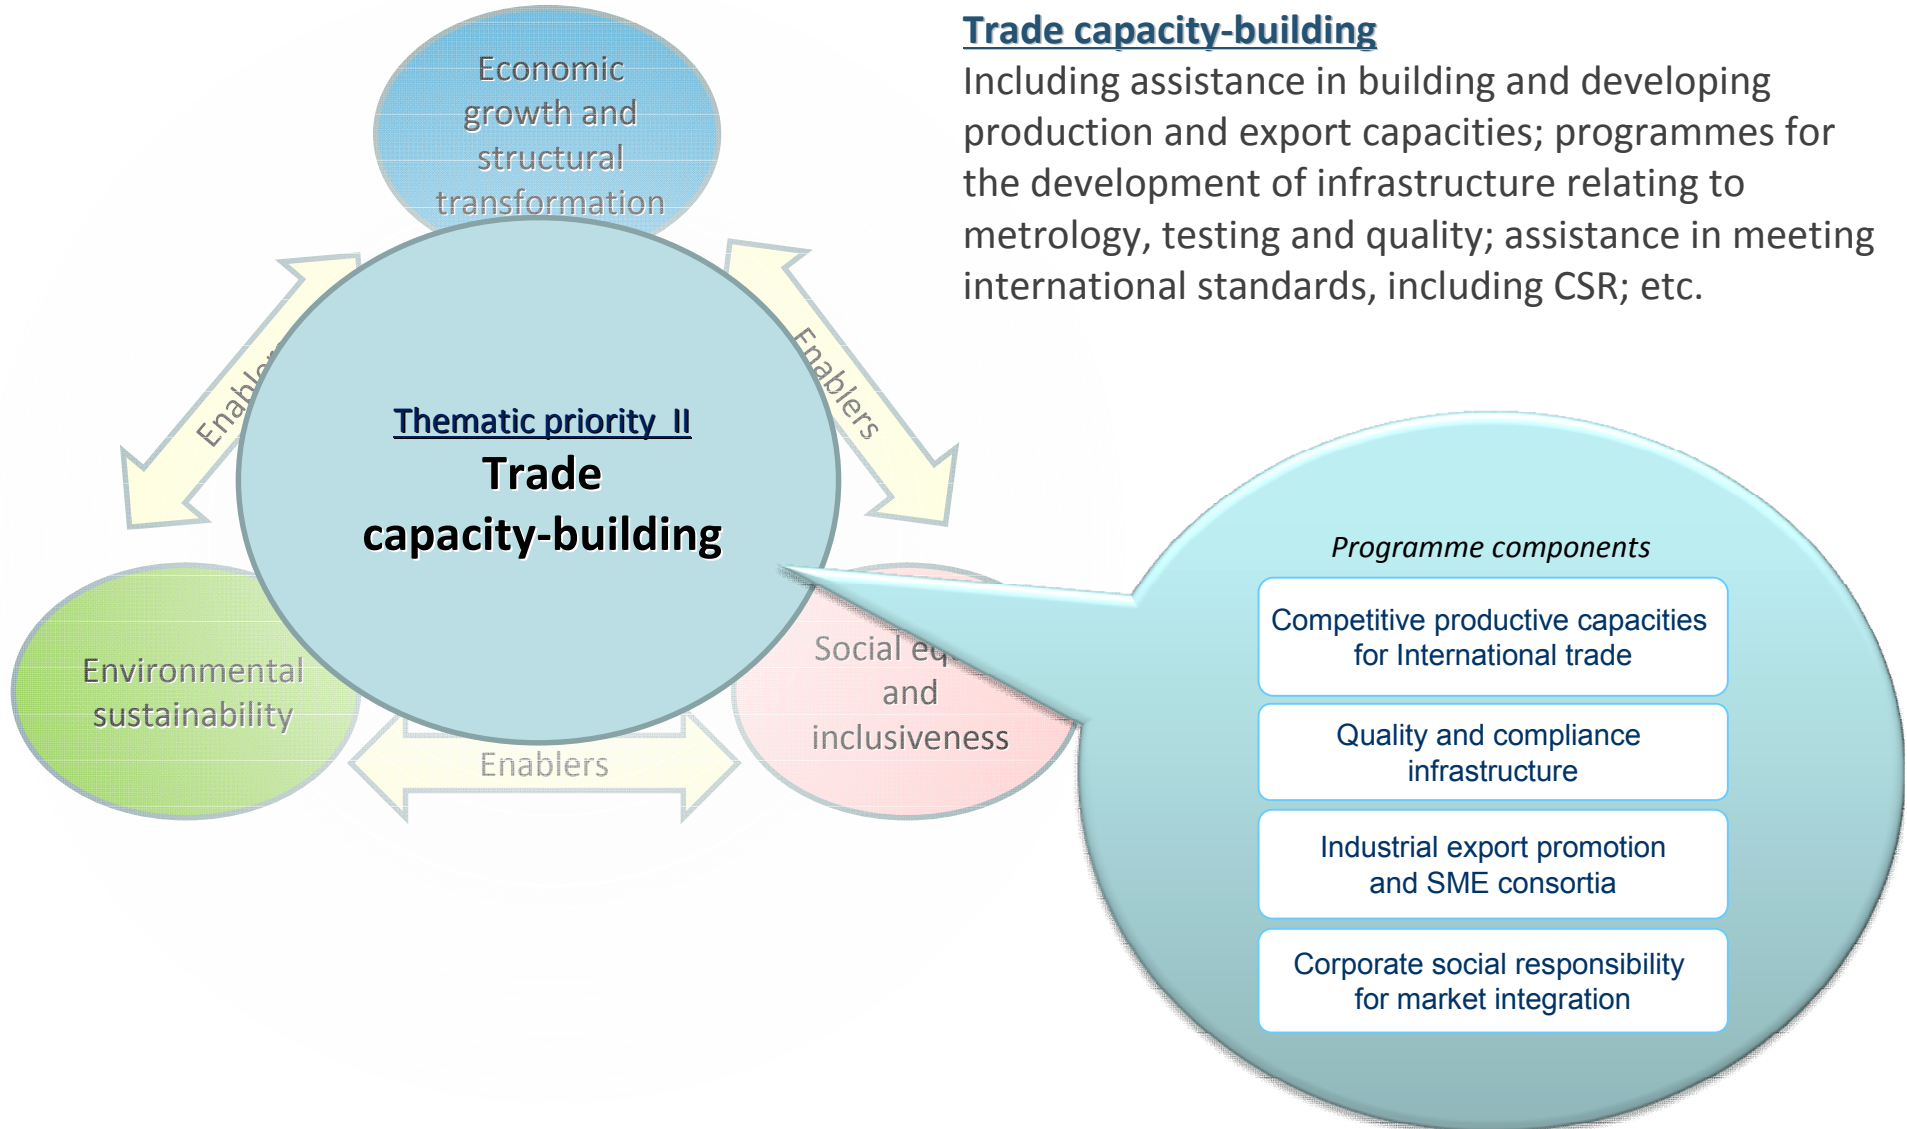 Economic
growth and
structural
transformation
Trade capacity-building
Including assistance in building and developing
production and export capacities; programmes for
the development of infrastructure relating to
metrology, testing and quality; assistance in meeting
international standards, including CSR; etc.
Enablers
Enablers
Thematic priority II
Trade
capacity-building
Environmental
sustainability
Social
and
inclusiveness
Enablers
Programme components
Competitive productive capacities
for International trade
Quality and compliance
infrastructure
Industrial export promotion
and SME consortia
Corporate social responsibility
for market integration